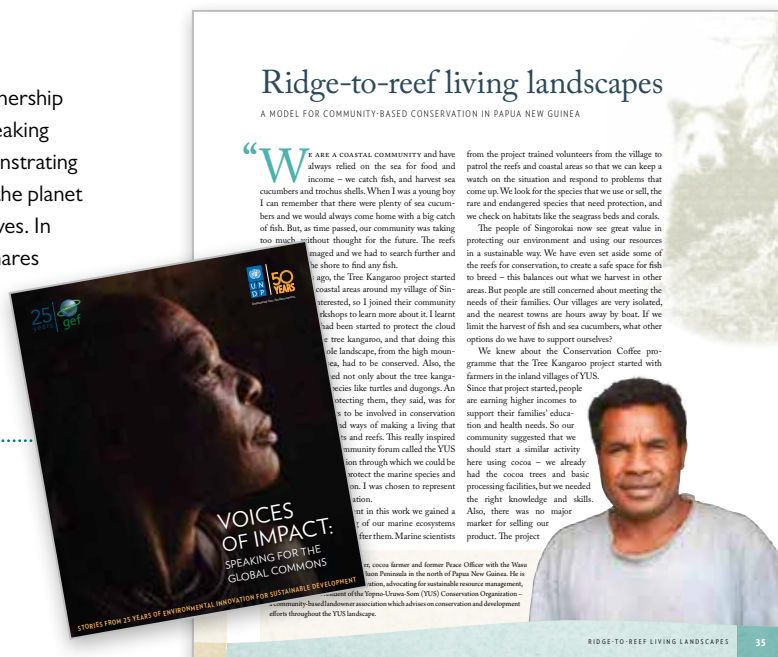 nership
eaking
nstrating
the planet
ves. In
hares
Ridge-to-reef living landscapes
A MODEL FOR COMMUNITY-BASED CONSERVATION IN PAPUA NEW GUINEA
“WE ARE A COASTAL COMMUNITY and have
always relied on the sea for food and
income – we catch fish, and harvest sea
cucumbers and trochus shells. When I was a young boy
I can remember that there were plenty of sea cucum-
bers and we would always come home with a big catch
of fish. But, as time passed, our community was taking
too much without thought for the future. The reefs
maged and we had to search further and
he shore to find any fish.
ago, the Tree Kangaroo project started
coastal areas around my village of Sin-
nterested, so I joined their community
rkshops to learn more about it. I learnt
had been started to protect the cloud
e tree kangaroo, and that doing this
ole landscape, from the high moun-
sea, had to be conserved. Also, the
ed not only about the tree kanga-
pecies like turtles and dugongs. An
otecting them, they said, was for
s to be involved in conservation
nd ways of making a living that
ts and reefs. This really inspired
mmunity forum called the YUS
ion through which we could be
protect the marine species and
on. I was chosen to represent
ation.
ent in this work we gained a
g of our marine ecosystems
fter them. Marine scientists
from the project trained volunteers from the village to
patrol the reefs and coastal areas so that we can keep a
watch on the situation and respond to problems that
come up. We look for the species that we use or sell, the
rare and endangered species that need protection, and
we check on habitats like the seagrass beds and corals.
The people of Singorokai now see great value in
protecting our environment and using our resources
in a sustainable way. We have even set aside some of
the reefs for conservation, to create a safe space for fish
to breed – this balances out what we harvest in other
areas. But people are still concerned about meeting the
needs of their families. Our villages are very isolated,
and the nearest towns are hours away by boat. If we
limit the harvest of fish and sea cucumbers, what other
options do we have to support ourselves?
We knew about the Conservation Coffee pro-
gramme that the Tree Kangaroo project started with
farmers in the inland villages of YUS.
Since that project started, people
are earning higher incomes to
support their families' educa-
tion and health needs. So our
community suggested that we
should start a similar activity
here using cocoa – we already
had the cocoa trees and basic
processing facilities, but we needed
the right knowledge and skills.
Also, there was no major
market for selling our
product. The project
er, cocoa farmer and former Peace Officer with the Wasu
Huon Peninsula in the north of Papua New Guinea. He is
vation, advocating for sustainable resource management,
sident of the Yopno-Uruwa-Som (YUS) Conservation Organization –
a community-based landowner association which advises on conservation and development
efforts throughout the YUS landscape.
RIDGE-TO-REEF LIVING LANDSCAPES 35
25
years
gef
UN
DP
50
YEARS
VOICES
OF IMPACT:
SPEAKING FOR THE
GLOBAL COMMONS
STORIES FROM 25 YEARS OF ENVIRONMENTAL INNOVATION FOR SUSTAINABLE DEVELOPMENT